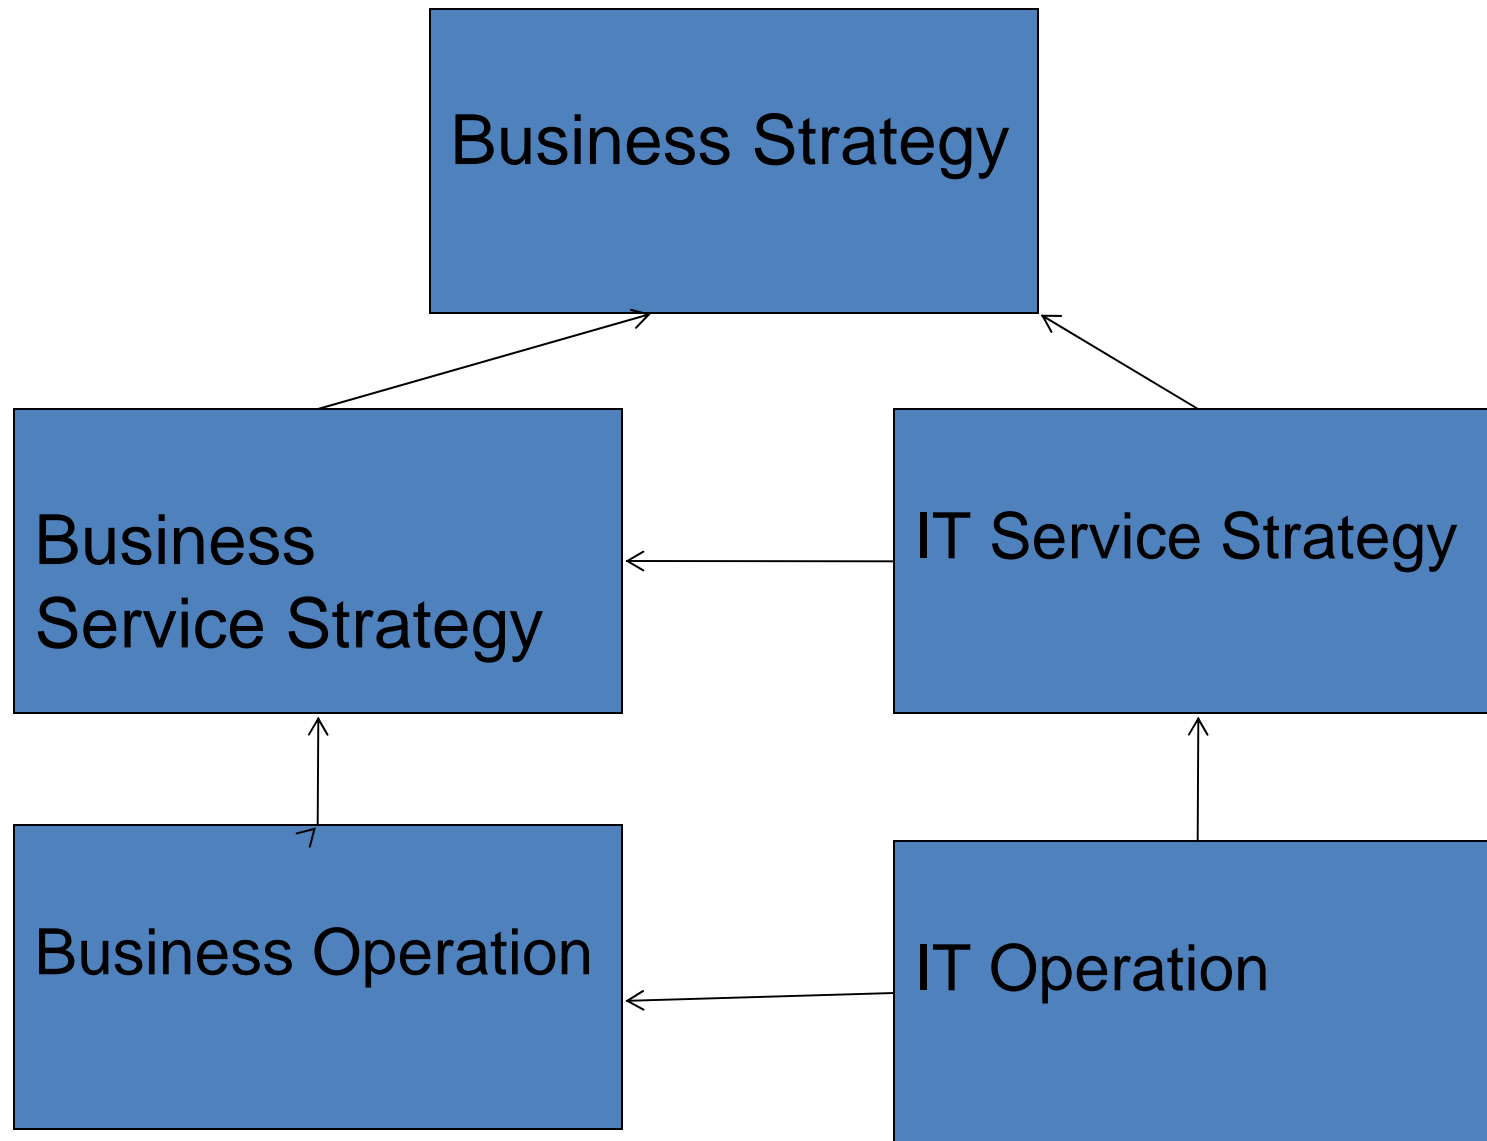 Business Strategy
Business
Service Strategy
IT Service Strategy
Business Operation
IT Operation